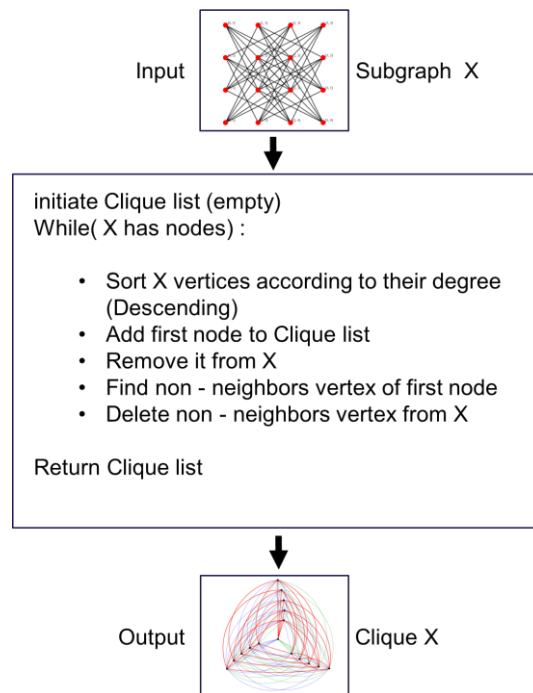 Input
Subgraph X
initiate Clique list (empty)
While( X has nodes) :
• Sort X vertices according to their degree
(Descending)
• Add first node to Clique list
• Remove it from X
• Find non - neighbors vertex of first node
• Delete non - neighbors vertex from X
Return Clique list
Output
Clique X